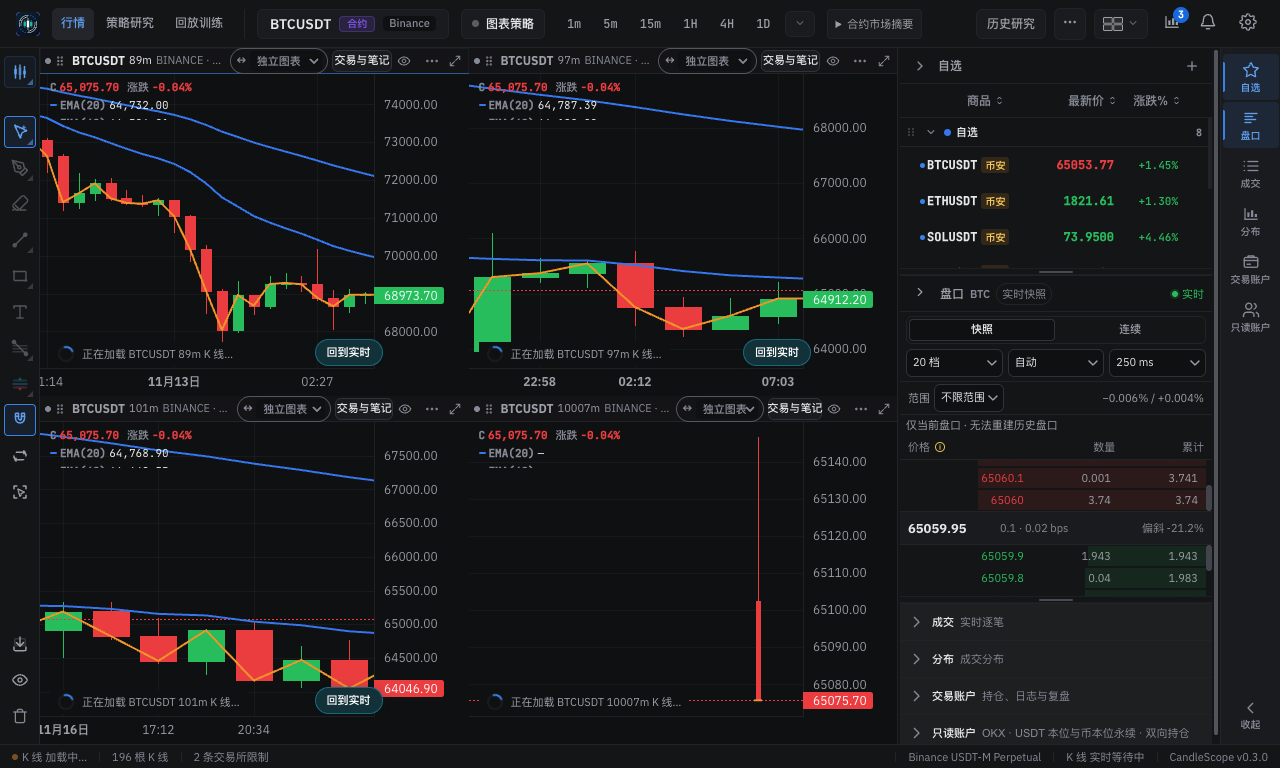 行情 策略研究 回放训练 BTCUSDT 合约 Binance 图表策略 1m 5m 15m 1H 4H 1D 合约市场摘要 历史研究 3
BTCUSDT 89m BINANCE · ... 独立图表 交易与笔记
C 65,075.70 涨跌 -0.04%
EMA(20) 64,732.00
74000.00
73000.00
72000.00
71000.00
70000.00
68973.70
68000.00
正在加载 BTCUSDT 89m K 线...
回到实时
1:14 11月13日 02:27
BTCUSDT 97m BINANCE · ... 独立图表 交易与笔记
C 65,075.70 涨跌 -0.04%
EMA(20) 64,787.39
68000.00
67000.00
66000.00
64912.20
64000.00
正在加载 BTCUSDT 97m K 线...
回到实时
22:58 02:12 07:03
BTCUSDT 101m BINANCE · ... 独立图表 交易与笔记
C 65,075.70 涨跌 -0.04%
EMA(20) 64,768.90
67500.00
67000.00
66500.00
66000.00
65500.00
65000.00
64500.00
64046.90
正在加载 BTCUSDT 101m K 线...
回到实时
11月16日 17:12 20:34
BTCUSDT 10007m BINANCE · ... 独立图表 交易与笔记
C 65,075.70 涨跌 -0.04%
EMA(20) —
65140.00
65130.00
65120.00
65110.00
65100.00
65090.00
65080.00
65075.70
正在加载 BTCUSDT 10007m K 线...
自选
商品 最新价 涨跌%
自选 8
BTCUSDT 币安 65053.77 +1.45%
ETHUSDT 币安 1821.61 +1.30%
SOLUSDT 币安 73.9500 +4.46%
盘口 BTC 实时快照 实时
快照 连续
20 档 自动 250 ms
范围 不限范围 −0.006% / +0.004%
仅当前盘口 · 无法重建历史盘口
价格 数量 累计
65060.1 0.001 3.741
65060 3.74 3.74
65059.95 0.1 · 0.02 bps 偏斜 -21.2%
65059.9 1.943 1.943
65059.8 0.04 1.983
成交 实时逐笔
分布 成交分布
交易账户 持仓、日志与复盘
只读账户 OKX · USDT 本位与币本位永续 · 双向持仓
自选
盘口
成交
分布
交易账户
只读账户
收起
K 线 加载中... 196 根 K 线 2 条交易所限制 Binance USDT-M Perpetual K 线 实时等待中 CandleScope v0.3.0